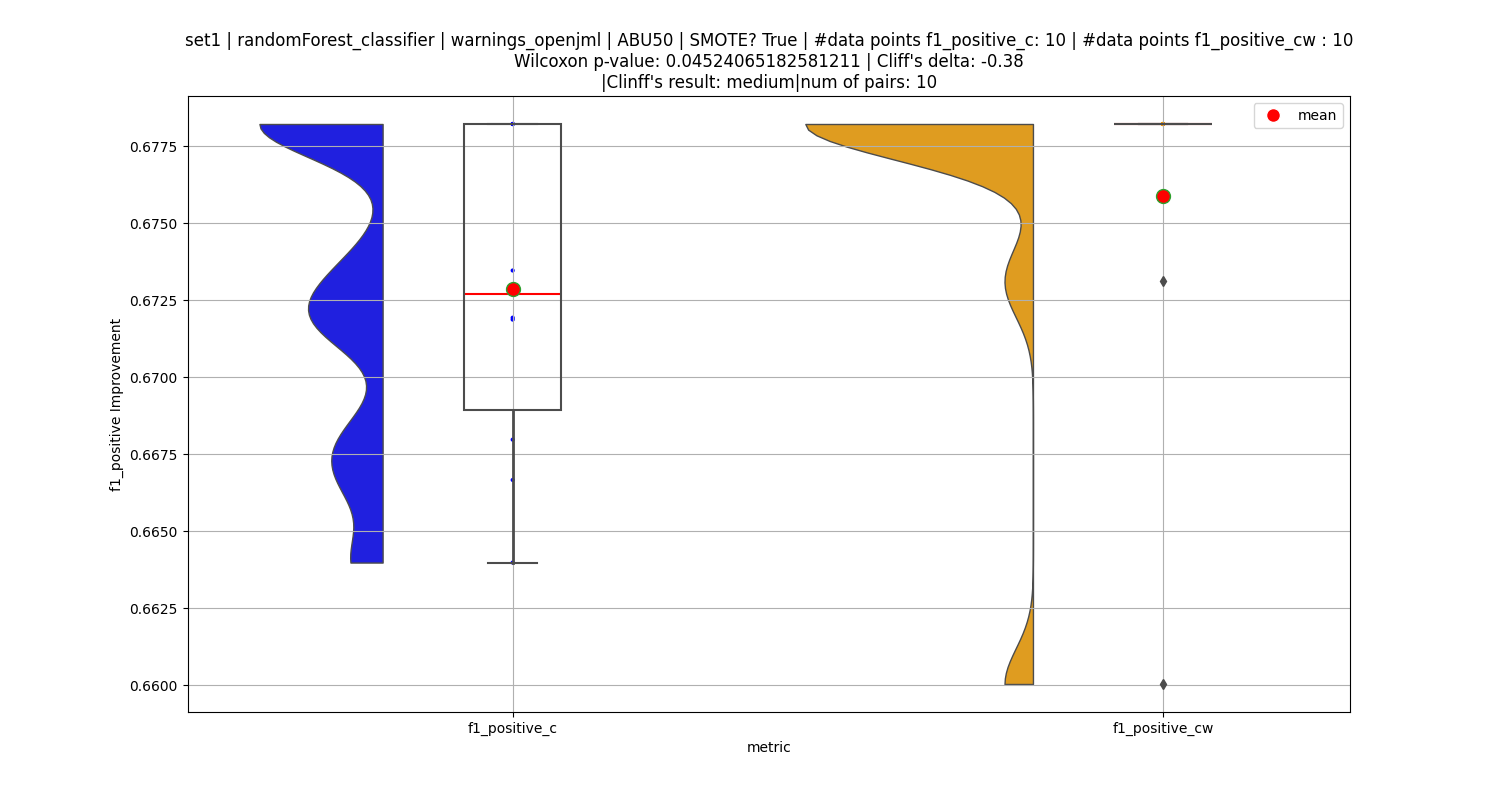 set1 | randomForest_classifier | warnings_openjml | ABU50 | SMOTE? True | #data points f1_positive_c: 10 | #data points f1_positive_cw : 10
Wilcoxon p-value: 0.04524065182581211 | Cliff's delta: -0.38
|Clinff's result: medium|num of pairs: 10
mean
0.6775
0.6750
0.6725
0.6700
0.6675
0.6650
0.6625
0.6600
f1_positive Improvement
f1_positive_c
f1_positive_cw
metric